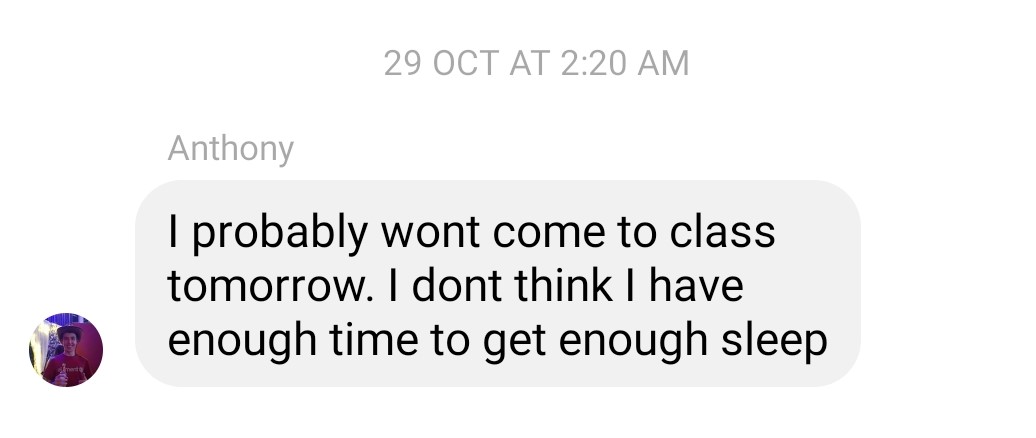 29 OCT AT 2:20 AM
Anthony
I probably wont come to class
tomorrow. I dont think I have
enough time to get enough sleep